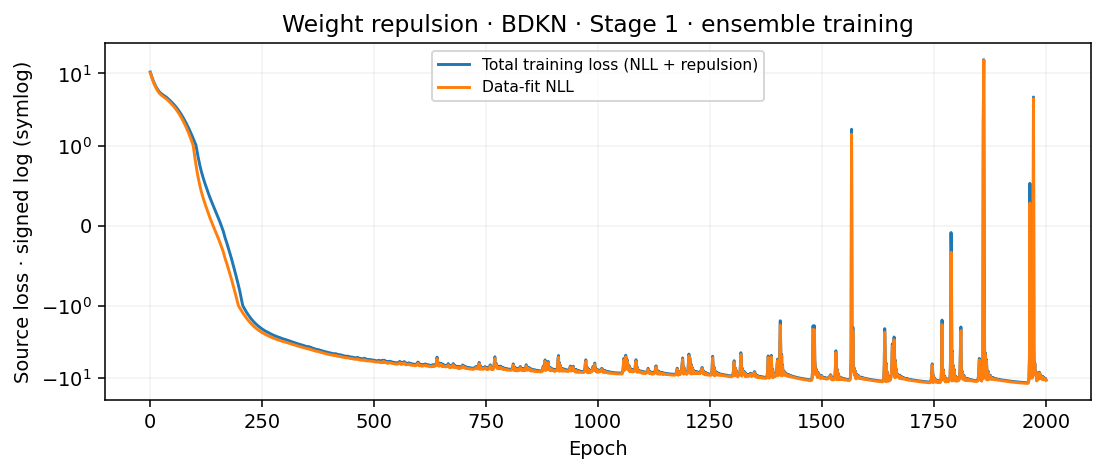 Weight repulsion · BDKN · Stage 1 · ensemble training
Total training loss (NLL + repulsion)
Data-fit NLL
Source loss · signed log (symlog)
10¹
10⁰
0
−10⁰
−10¹
0 250 500 750 1000 1250 1500 1750 2000
Epoch